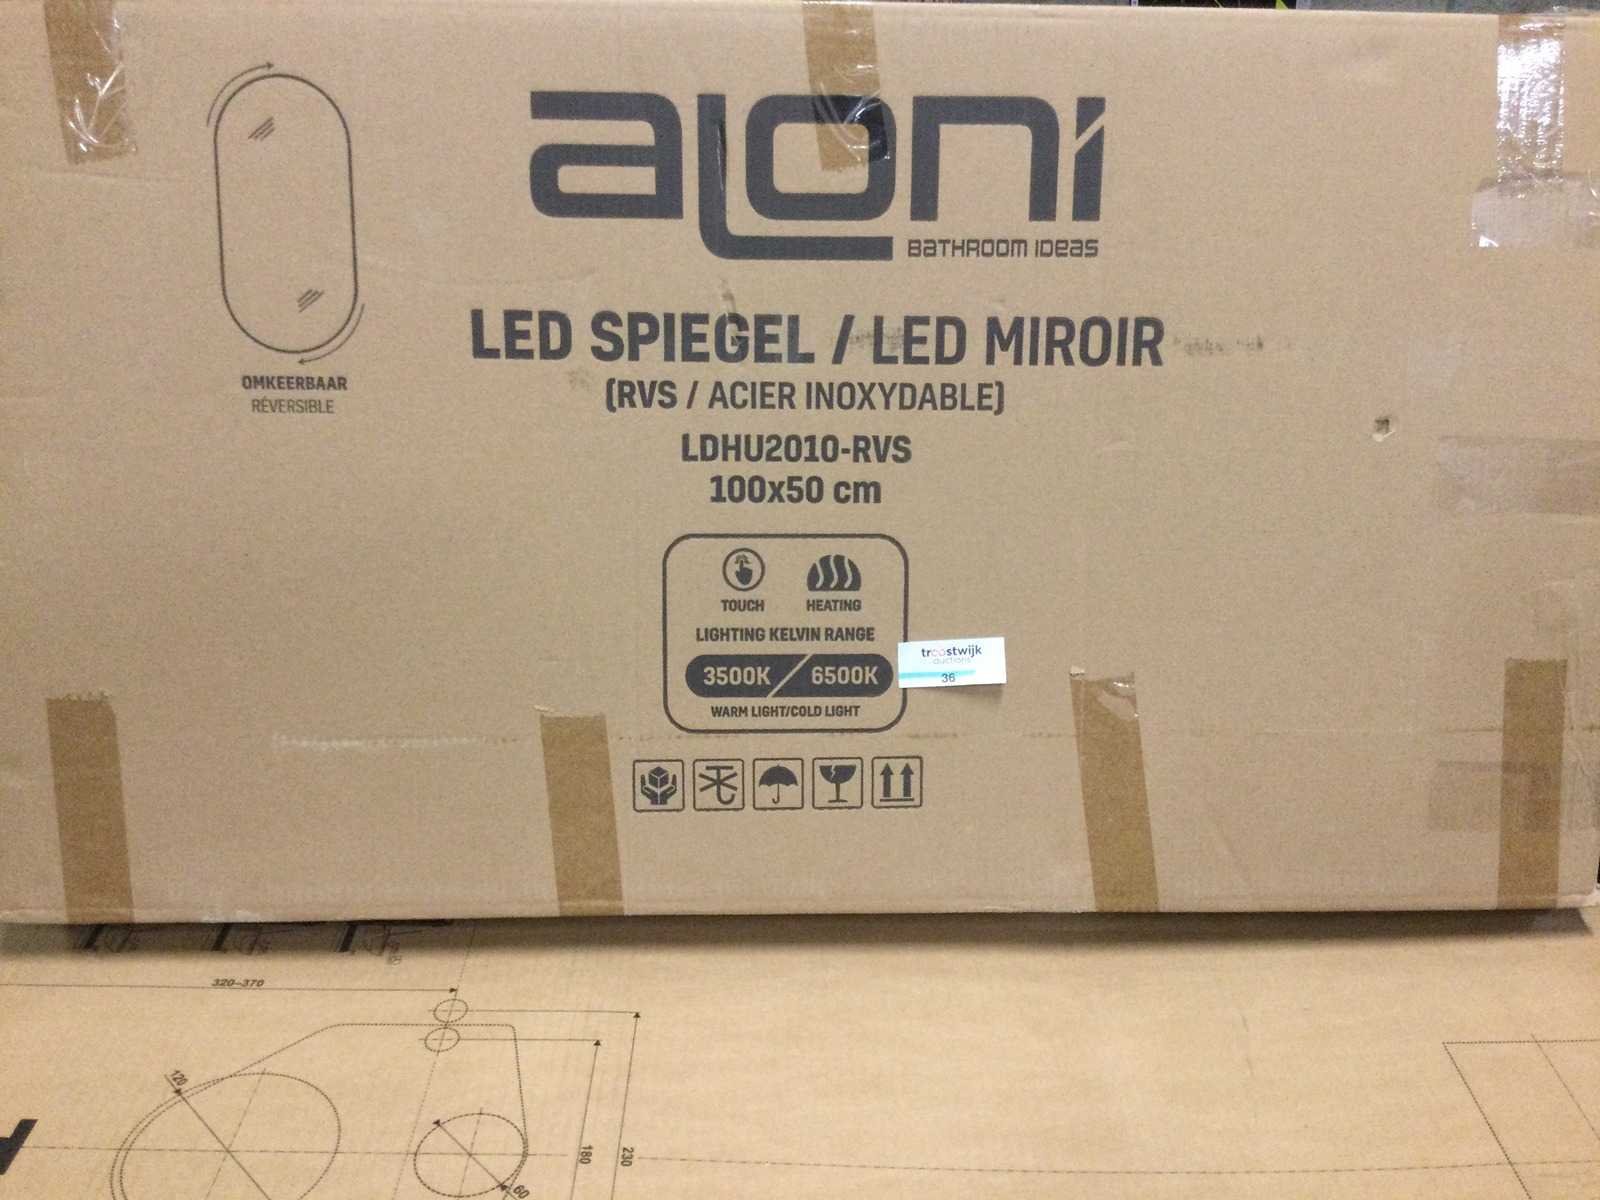 aloni
BATHROOM IDEAS
LED SPIEGEL / LED MIROIR
(RVS / ACIER INOXYDABLE)
LDHU2010-RVS
100x50 cm
OMKEERBAAR
RÉVERSIBLE
TOUCH
HEATING
LIGHTING KELVIN RANGE
3500K / 6500K
WARM LIGHT/COLD LIGHT
troostwijk
auctions
36
320-370
120
180
230
60